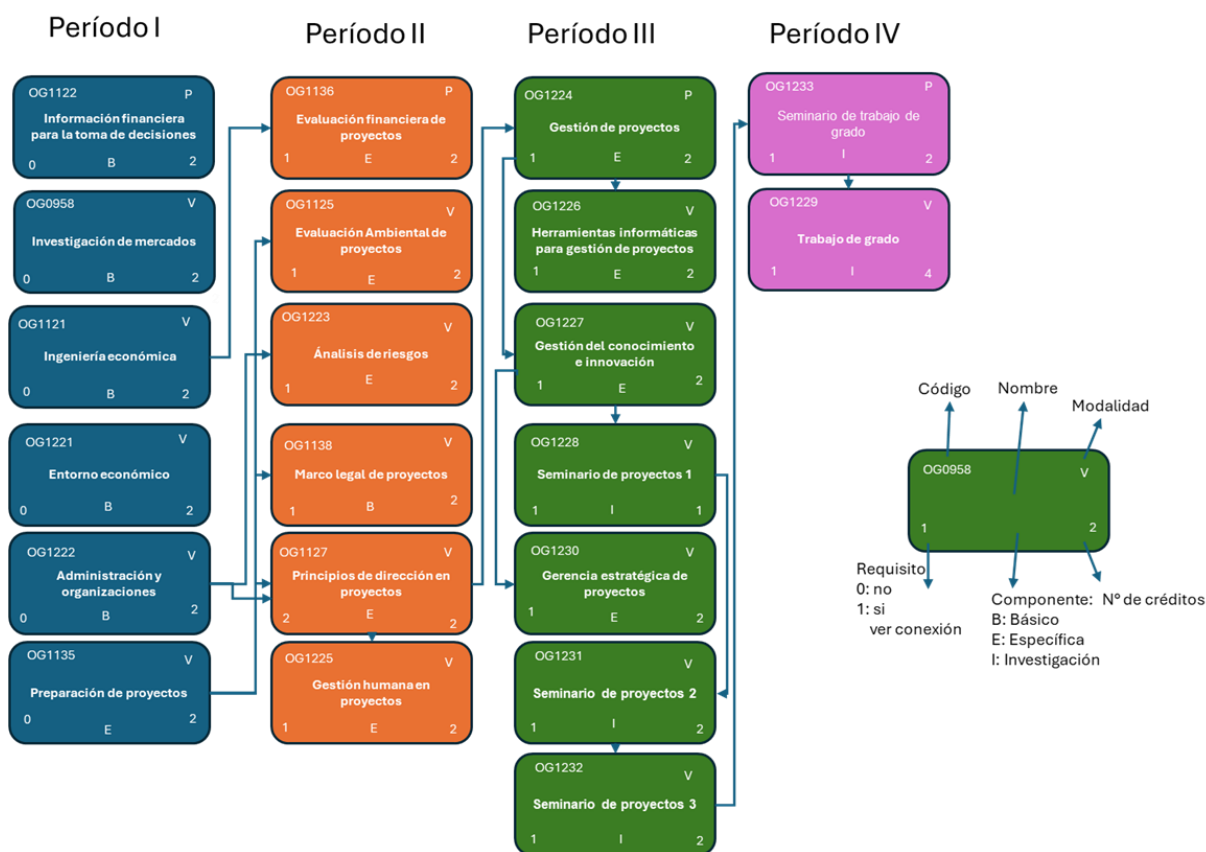 Período I
OG1122 P
Información financiera
para la toma de decisiones
0 B 2
OG0958 V
Investigación de mercados
0 B 2
OG1121 V
Ingeniería económica
0 B 2
OG1221 V
Entorno económico
0 B 2
OG1222 V
Administración y
organizaciones
0 B 2
OG1135 V
Preparación de proyectos
0 E 2
Período II
OG1136 P
Evaluación financiera de
proyectos
1 E 2
OG1125 V
Evaluación Ambiental de
proyectos
1 E 2
OG1223 V
Ánalisis de riesgos
1 E 2
OG1138 V
Marco legal de proyectos
1 B 2
OG1127 V
Principios de dirección en
proyectos
2 E 2
OG1225 V
Gestión humana en
proyectos
1 E 2
Período III
OG1224 P
Gestión de proyectos
1 E 2
OG1226 V
Herramientas informáticas
para gestión de proyectos
1 E 2
OG1227 V
Gestión del conocimiento
e innovación
1 E 2
OG1228 V
Seminario de proyectos 1
1 I 1
OG1230 V
Gerencia estratégica de
proyectos
1 E 2
OG1231 V
Seminario de proyectos 2
1 I 2
OG1232 V
Seminario de proyectos 3
1 I 2
Período IV
OG1233 P
Seminario de trabajo de
grado
1 I 2
OG1229 V
Trabajo de grado
1 I 4
Código Nombre Modalidad
OG0958 V
1 2
Requisito
0: no
1: si
ver conexión
Componente:
B: Básico
E: Específica
I: Investigación
N° de créditos